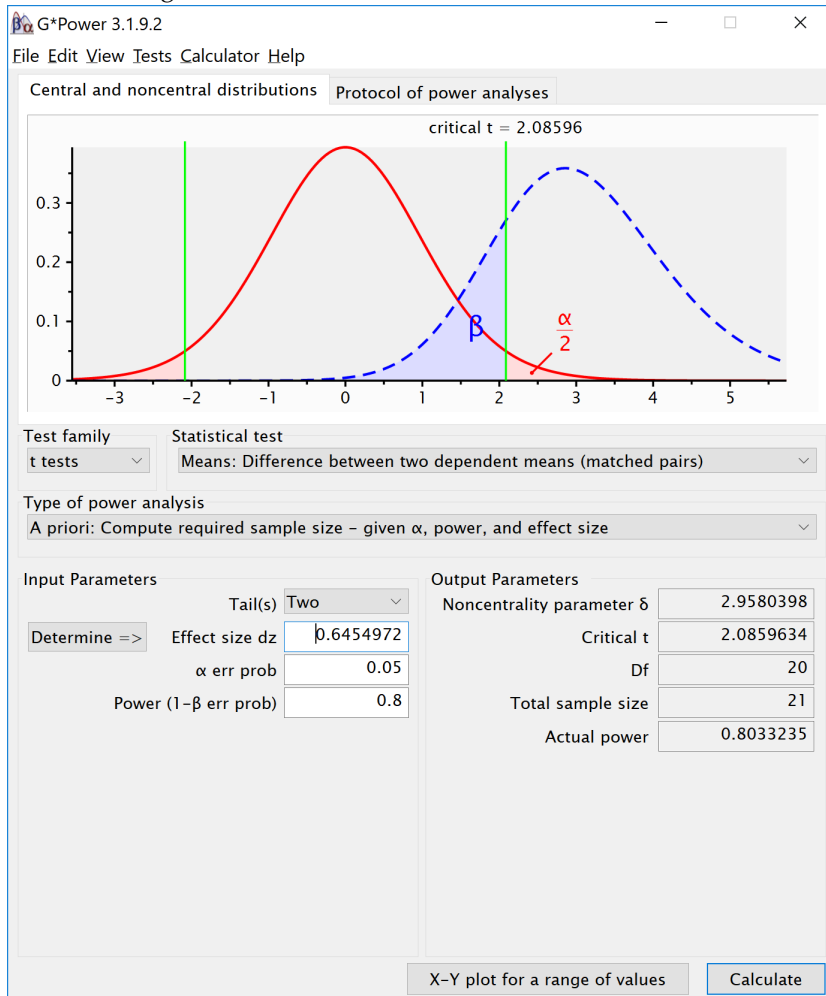 G*Power 3.1.9.2
File Edit View Tests Calculator Help
Central and noncentral distributions Protocol of power analyses
critical t = 2.08596
0.3
0.2
0.1
0
β
α
2
-3 -2 -1 0 1 2 3 4 5
Test family Statistical test
t tests Means: Difference between two dependent means (matched pairs)
Type of power analysis
A priori: Compute required sample size – given α, power, and effect size
Input Parameters
Tail(s) Two
Determine => Effect size dz 0.6454972
α err prob 0.05
Power (1-β err prob) 0.8
Output Parameters
Noncentrality parameter δ 2.9580398
Critical t 2.0859634
Df 20
Total sample size 21
Actual power 0.8033235
X-Y plot for a range of values Calculate